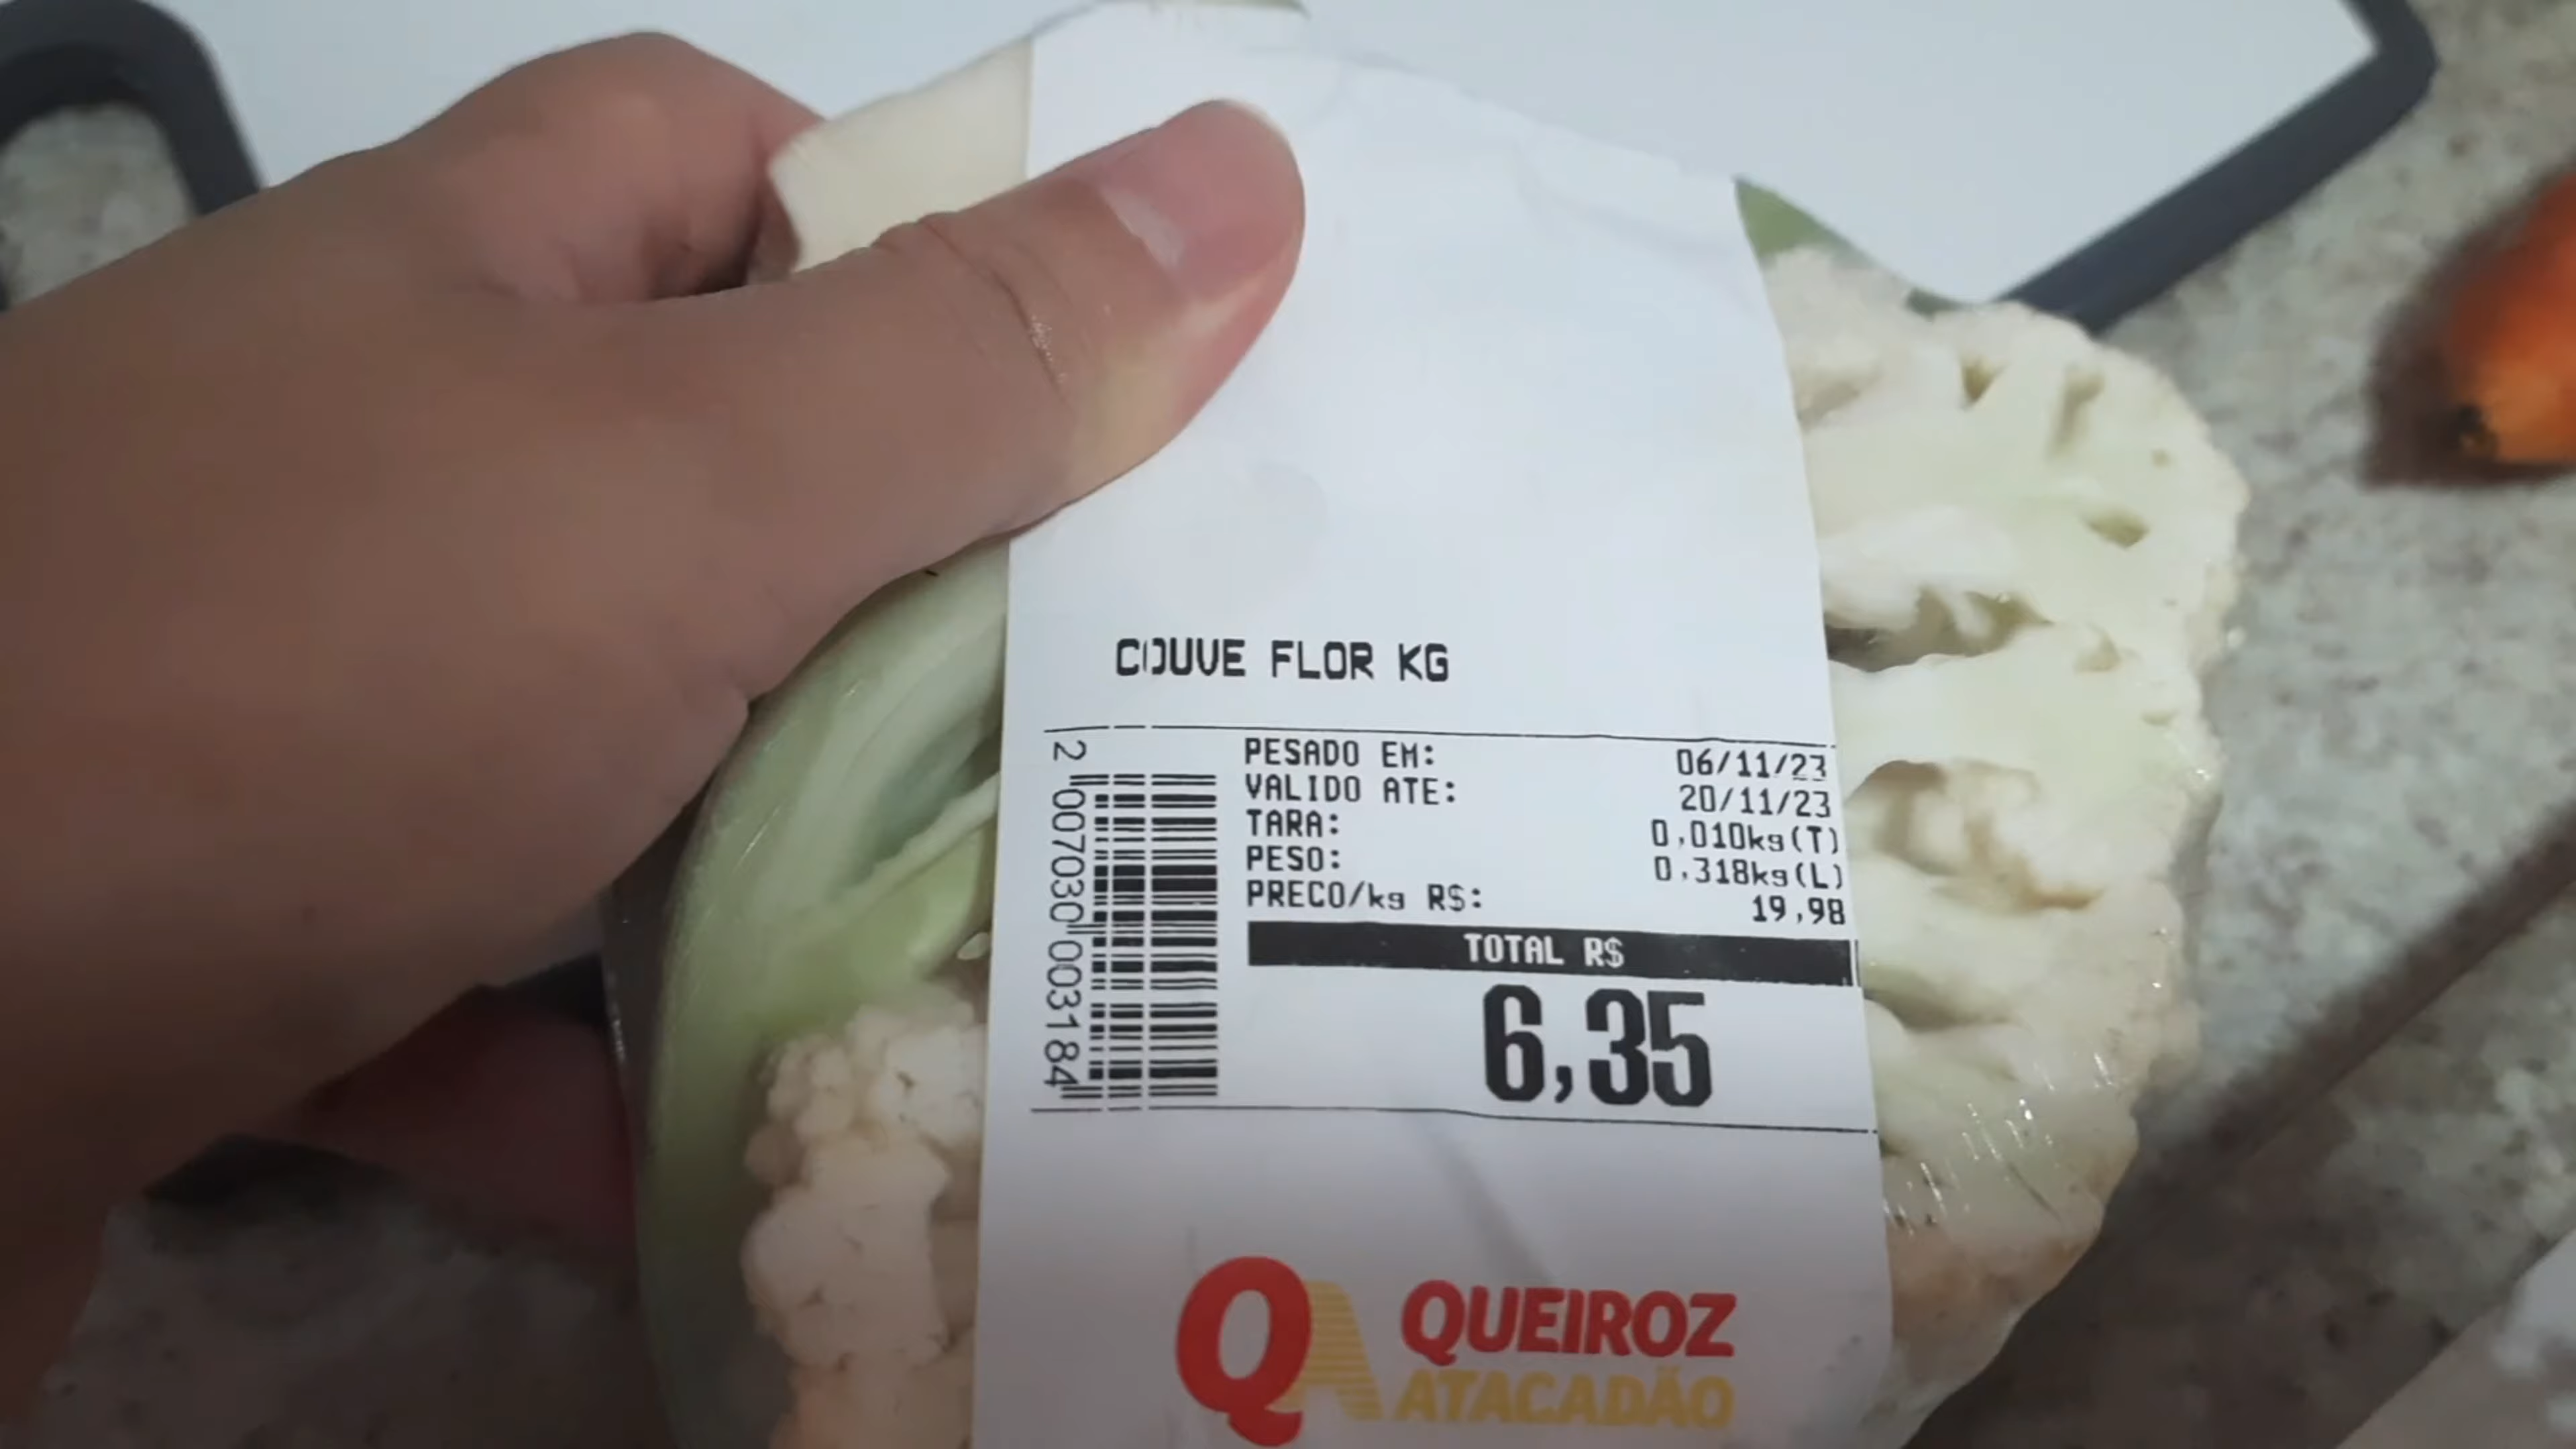 COUVE FLOR KG
PESADO EM: 06/11/23
VALIDO ATE: 20/11/23
TARA: 0,010kg(T)
PESO: 0,318kg(L)
PRECO/kg R$: 19,98
TOTAL R$
6,35
2 007030 003184
QA QUEIROZ
ATACADÃO